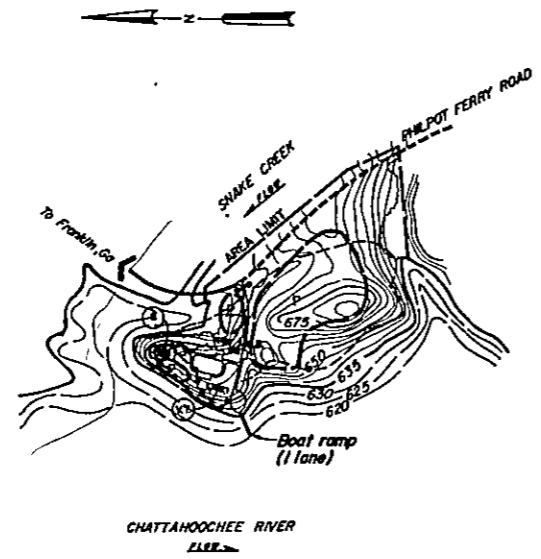 N
PHILPOT FERRY ROAD
SNAKE CREEK
FLOW
AREA LIMIT
To Franklin, Ga
675
650
635
630
625
620
Boat ramp
(1 lane)
CHATTAHOOCHEE RIVER
FLOW